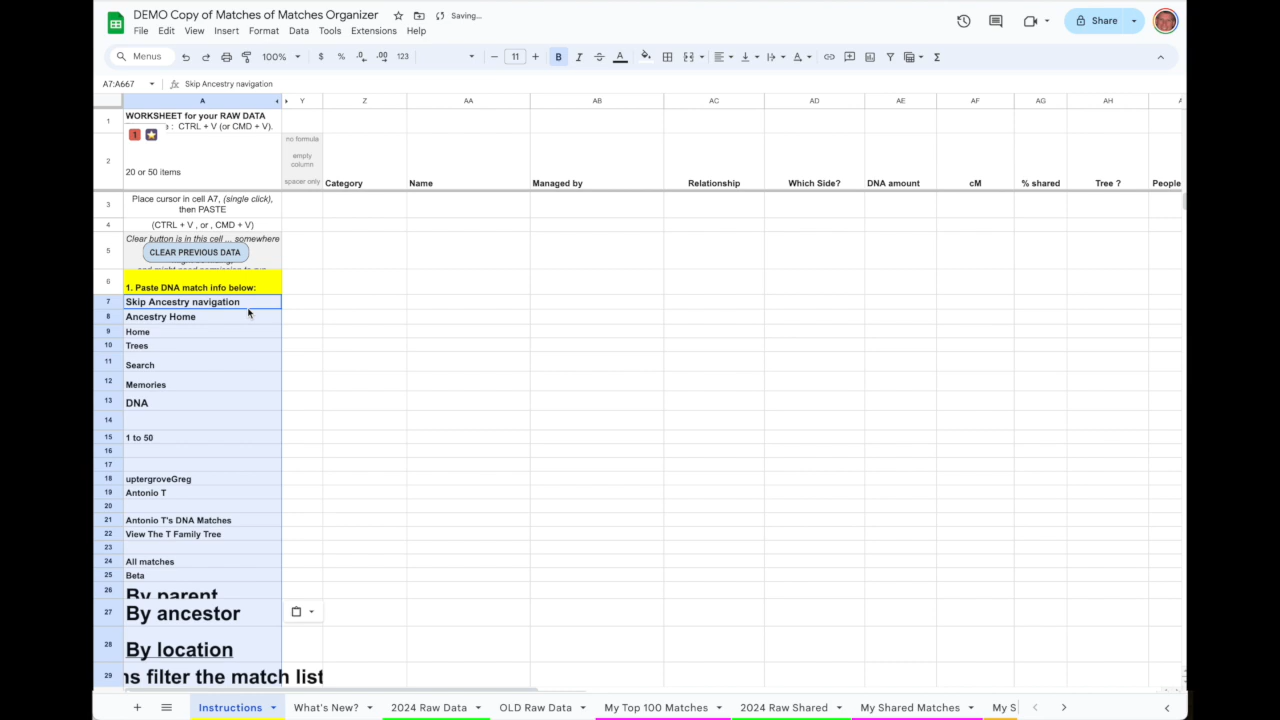 DEMO Copy of Matches of Matches Organizer
Saving...
File Edit View Insert Format Data Tools Extensions Help
Share
Menus
100%
$ % .0 .00 123
11
B I A
A7:A667
Skip Ancestry navigation
A Y Z AA AB AC AD AE AF AG AH
1 WORKSHEET for your RAW DATA
: CTRL + V (or CMD + V).
no formula
empty
column
spacer only
2
20 or 50 items
Category Name Managed by Relationship Which Side? DNA amount cM % shared Tree ? People
3 Place cursor in cell A7, (single click),
then PASTE
4 (CTRL + V , or , CMD + V)
Clear button is in this cell ... somewhere
5 CLEAR PREVIOUS DATA
6 1. Paste DNA match info below:
7 Skip Ancestry navigation
8 Ancestry Home
9 Home
10 Trees
11 Search
12 Memories
13 DNA
14
15 1 to 50
16
17
18 uptergroveGreg
19 Antonio T
20
21 Antonio T's DNA Matches
22 View The T Family Tree
23
24 All matches
25 Beta
26 By parent
27 By ancestor
28 By location
29 ns filter the match list
Instructions What's New? 2024 Raw Data OLD Raw Data My Top 100 Matches 2024 Raw Shared My Shared Matches My S